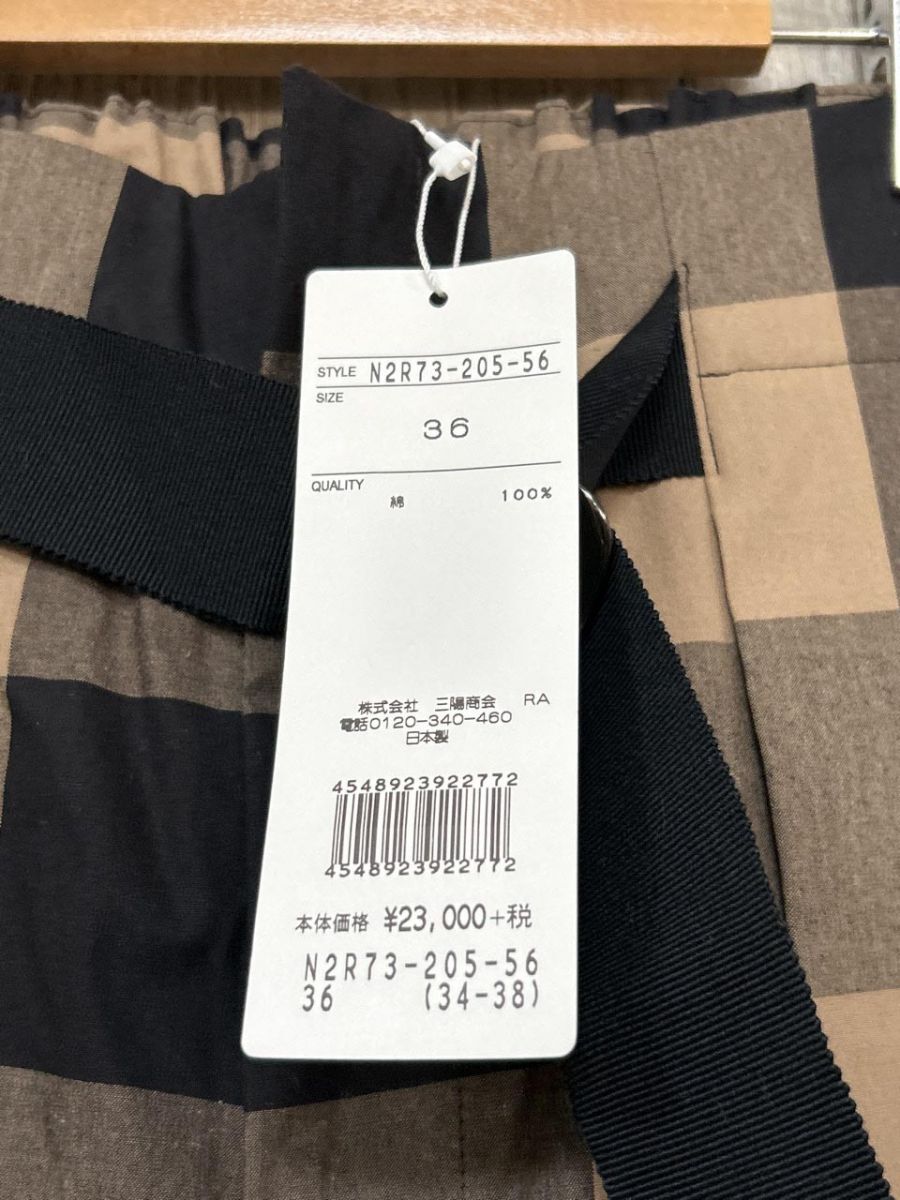 STYLE N2R73-205-56
SIZE
36
QUALITY
綿 100%
株式会社 三陽商会 RA
電話0120-340-460
日本製
4548923922772
4548923922772
本体価格 ¥23,000+税
N2R73-205-56
36 (34-38)